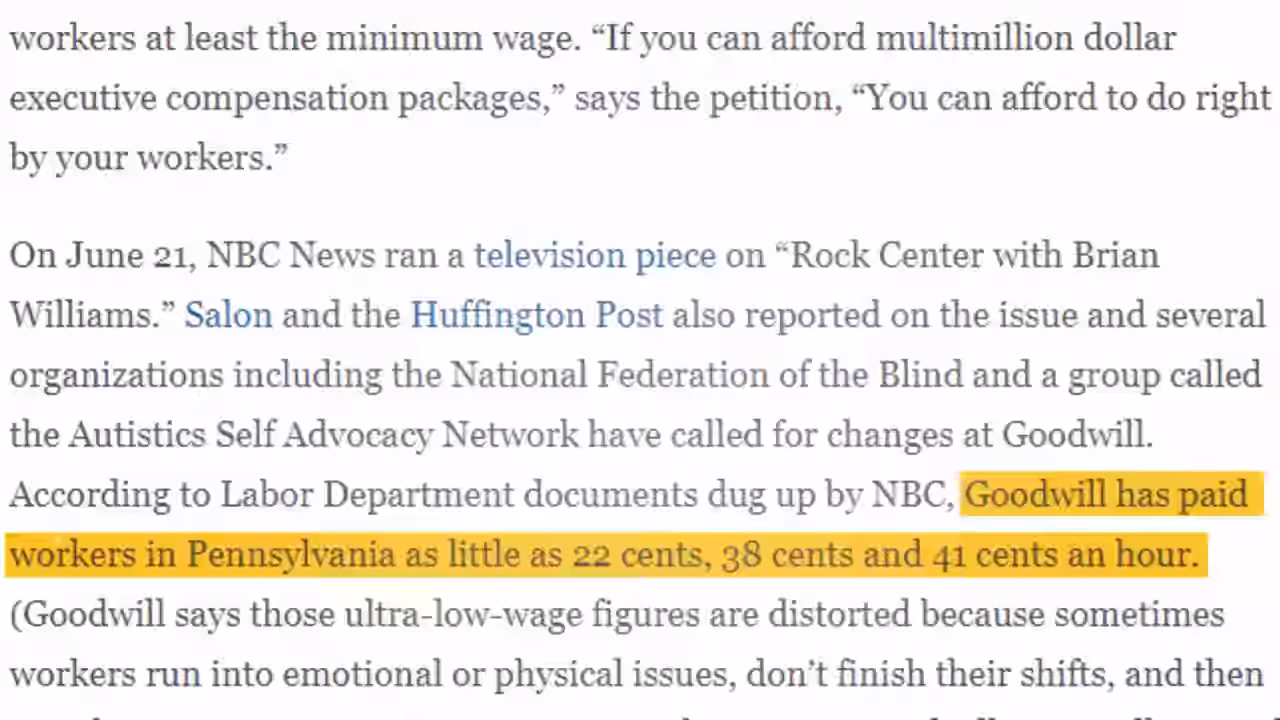 workers at least the minimum wage. “If you can afford multimillion dollar
executive compensation packages,” says the petition, “You can afford to do right
by your workers.”
On June 21, NBC News ran a television piece on “Rock Center with Brian
Williams.” Salon and the Huffington Post also reported on the issue and several
organizations including the National Federation of the Blind and a group called
the Autistics Self Advocacy Network have called for changes at Goodwill.
According to Labor Department documents dug up by NBC, Goodwill has paid
workers in Pennsylvania as little as 22 cents, 38 cents and 41 cents an hour.
(Goodwill says those ultra-low-wage figures are distorted because sometimes
workers run into emotional or physical issues, don’t finish their shifts, and then